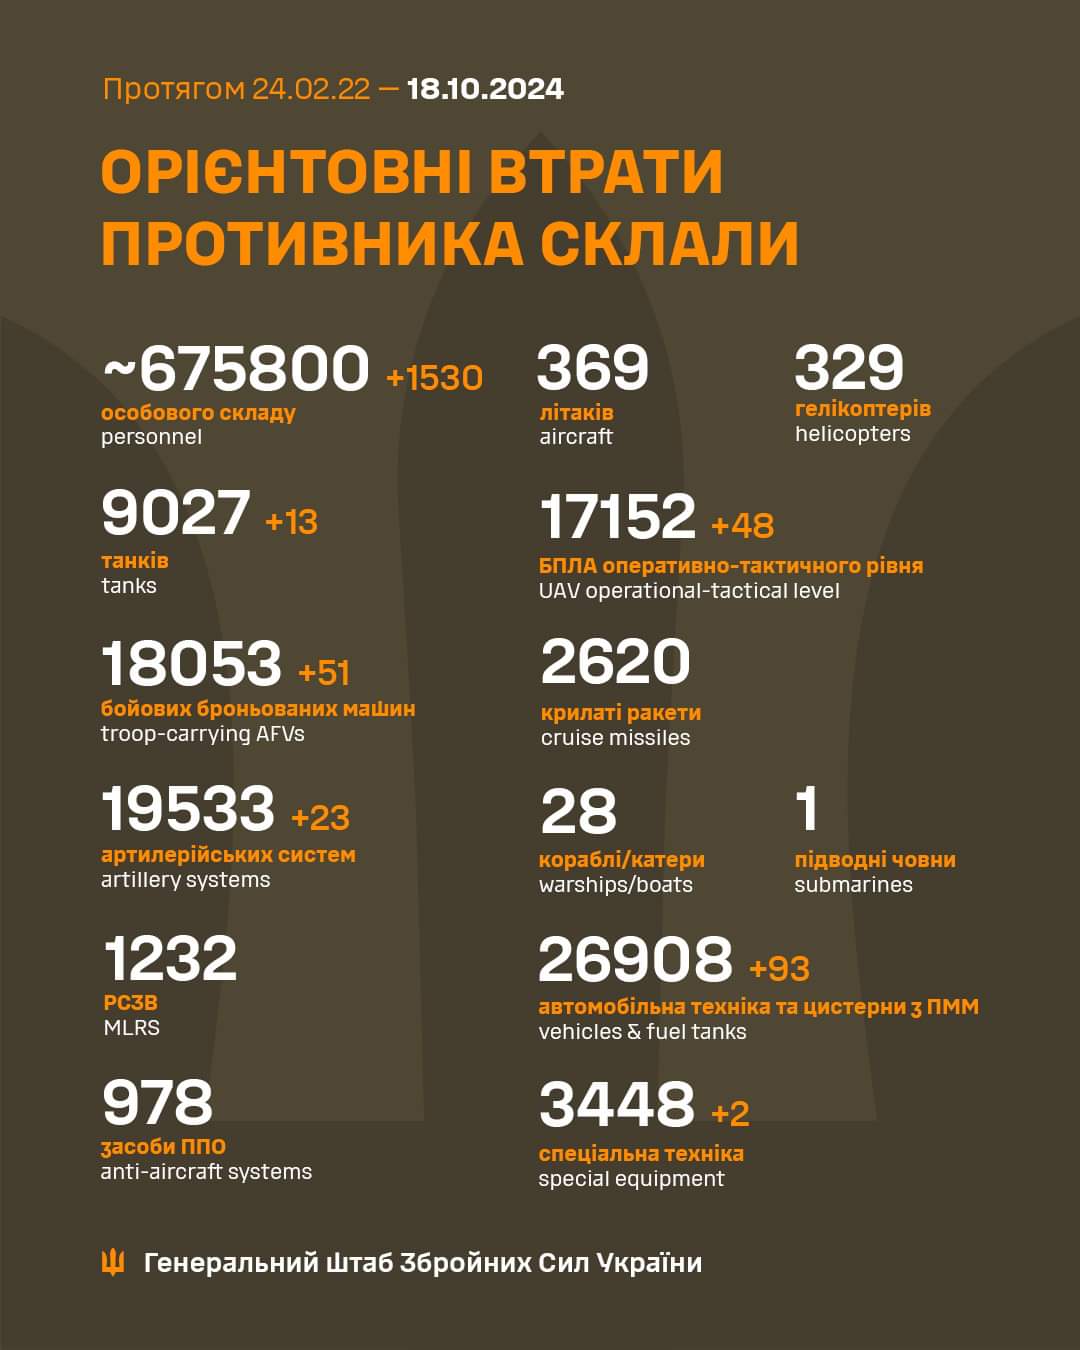 Протягом 24.02.22 – 18.10.2024
ОРІЄНТОВНІ ВТРАТИ
ПРОТИВНИКА СКЛАЛИ
~675800 +1530
особового складу
personnel
369
літаків
aircraft
329
гелікоптерів
helicopters
9027 +13
танків
tanks
17152 +48
БПЛА оперативно-тактичного рівня
UAV operational-tactical level
18053 +51
бойових броньованих машин
troop-carrying AFVs
2620
крилаті ракети
cruise missiles
19533 +23
артилерійських систем
artillery systems
28
кораблі/катери
warships/boats
1
підводні човни
submarines
1232
РСЗВ
MLRS
26908 +93
автомобільна техніка та цистерни з ПММ
vehicles & fuel tanks
978
засоби ППО
anti-aircraft systems
3448 +2
спеціальна техніка
special equipment
Генеральний штаб Збройних Сил України